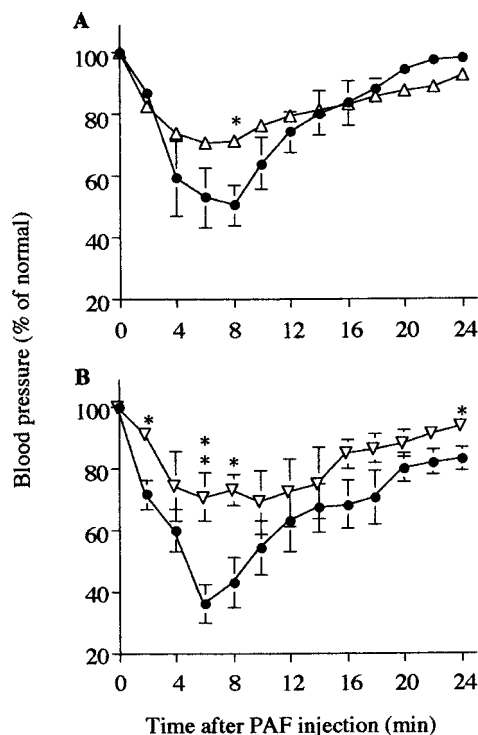 A
100
80
60
40
20
*
0 4 8 12 16 20 24
Blood pressure (% of normal)
B
100
80
60
40
20
* * * * *
0 4 8 12 16 20 24
Time after PAF injection (min)